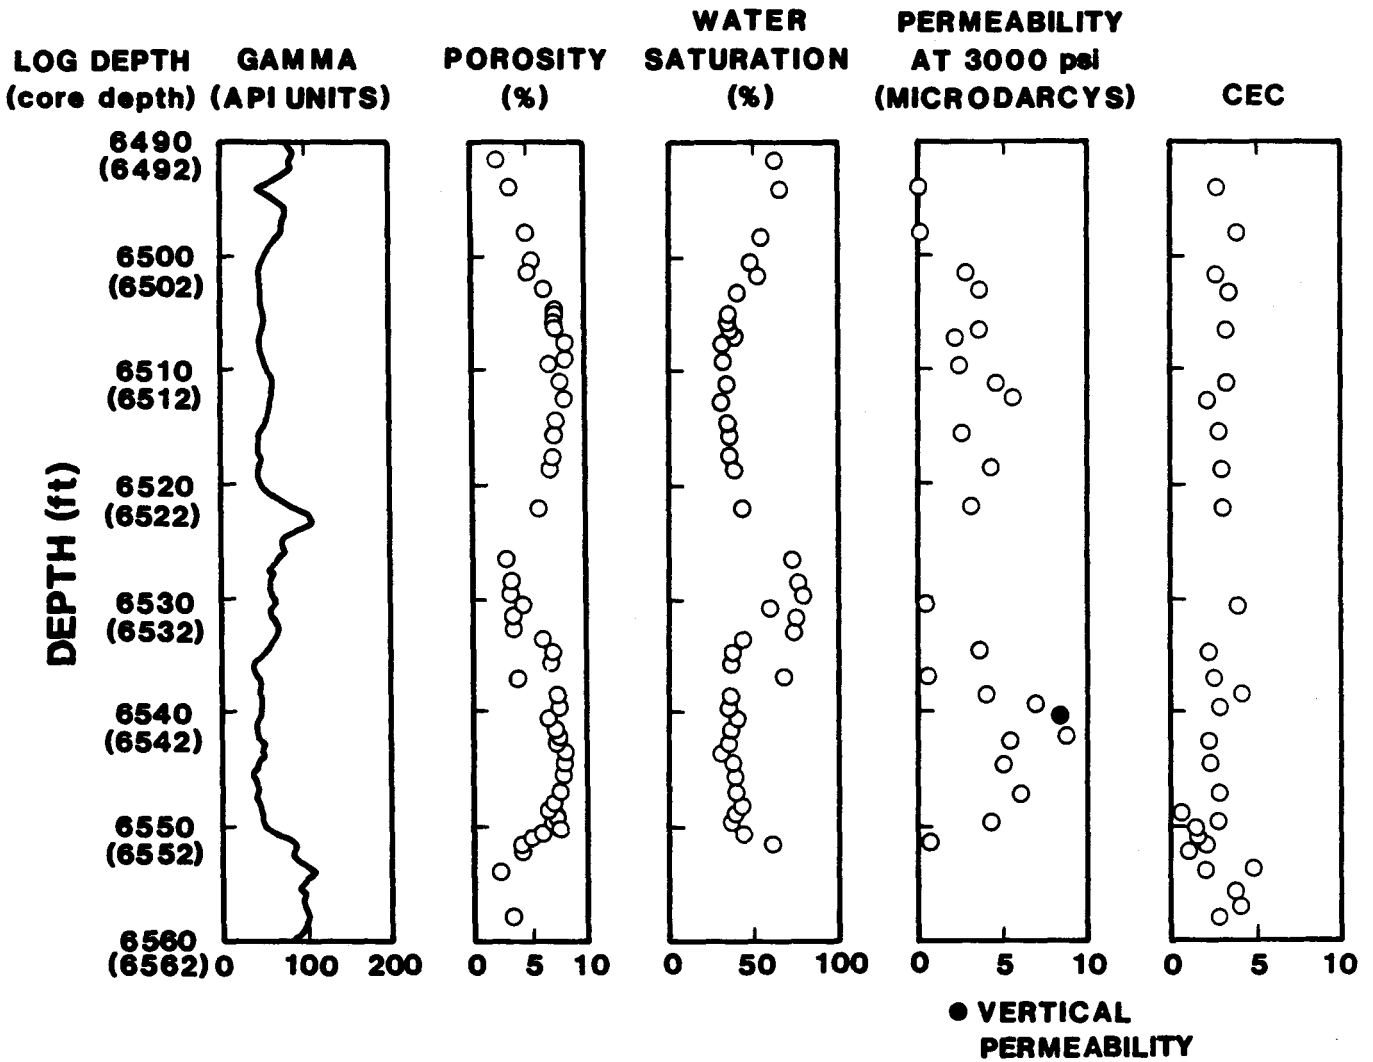 LOG DEPTH
(core depth)
GAMMA
(API UNITS)
POROSITY
(%)
WATER
SATURATION
(%)
PERMEABILITY
AT 3000 psi
(MICRODARCYS)
CEC
DEPTH (ft)
6490
(6492)
6500
(6502)
6510
(6512)
6520
(6522)
6530
(6532)
6540
(6542)
6550
(6552)
6560
(6562)
0 100 200
0 5 10
0 50 100
0 5 10
0 5 10
VERTICAL
PERMEABILITY